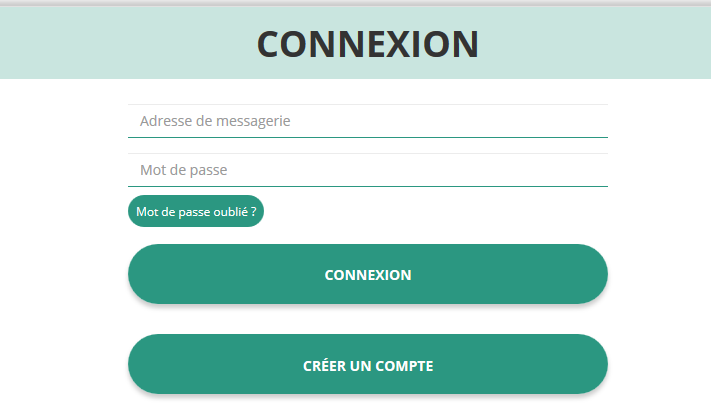 CONNEXION
Adresse de messagerie
Mot de passe
Mot de passe oublié ?
CONNEXION
CRÉER UN COMPTE